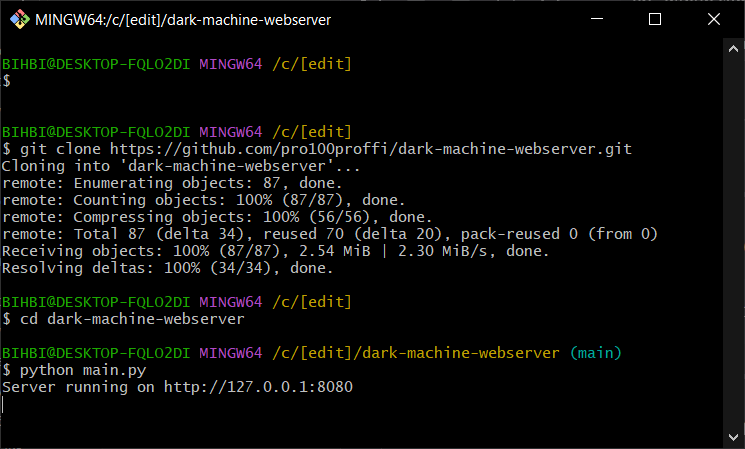 MINGW64:/c/[edit]/dark-machine-webserver
BIHBI@DESKTOP-FQLO2DI MINGW64 /c/[edit]
$
BIHBI@DESKTOP-FQLO2DI MINGW64 /c/[edit]
$ git clone https://github.com/pro100proffi/dark-machine-webserver.git
Cloning into 'dark-machine-webserver'...
remote: Enumerating objects: 87, done.
remote: Counting objects: 100% (87/87), done.
remote: Compressing objects: 100% (56/56), done.
remote: Total 87 (delta 34), reused 70 (delta 20), pack-reused 0 (from 0)
Receiving objects: 100% (87/87), 2.54 MiB | 2.30 MiB/s, done.
Resolving deltas: 100% (34/34), done.
BIHBI@DESKTOP-FQLO2DI MINGW64 /c/[edit]
$ cd dark-machine-webserver
BIHBI@DESKTOP-FQLO2DI MINGW64 /c/[edit]/dark-machine-webserver (main)
$ python main.py
Server running on http://127.0.0.1:8080